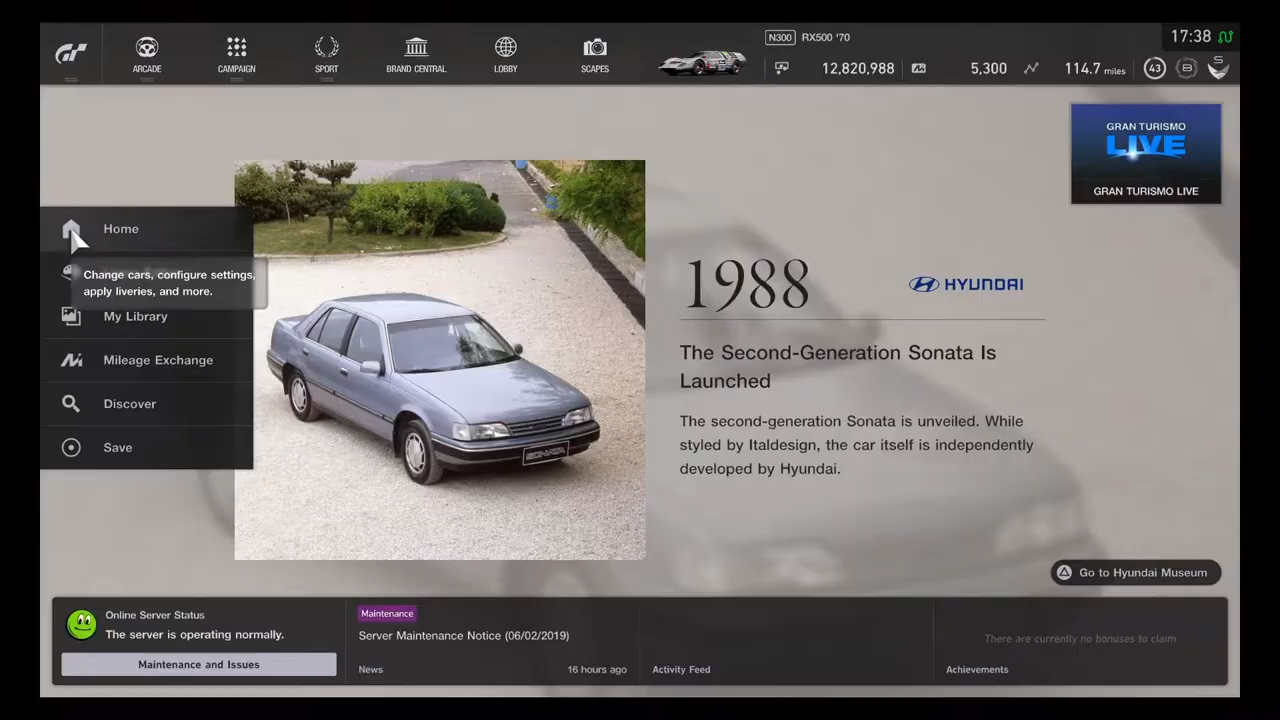 GT
ARCADE
CAMPAIGN
SPORT
BRAND CENTRAL
LOBBY
SCAPES
N300 RX500 '70
12,820,988
5,300
114.7 miles
43
B
S
17:38
GRAN TURISMO
LIVE
GRAN TURISMO LIVE
Home
Change cars, configure settings,
apply liveries, and more.
My Library
Mileage Exchange
Discover
Save
SONATA
1988
HYUNDAI
The Second-Generation Sonata Is
Launched
The second-generation Sonata is unveiled. While
styled by Italdesign, the car itself is independently
developed by Hyundai.
Go to Hyundai Museum
Online Server Status
The server is operating normally.
Maintenance and Issues
Maintenance
Server Maintenance Notice (06/02/2019)
News
16 hours ago
Activity Feed
There are currently no bonuses to claim
Achievements